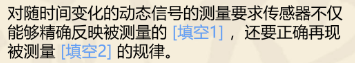 对随时间变化的动态信号的测量要求传感器不仅
能够精确反映被测量的 [填空1] ，还要正确再现
被测量 [填空2] 的规律。